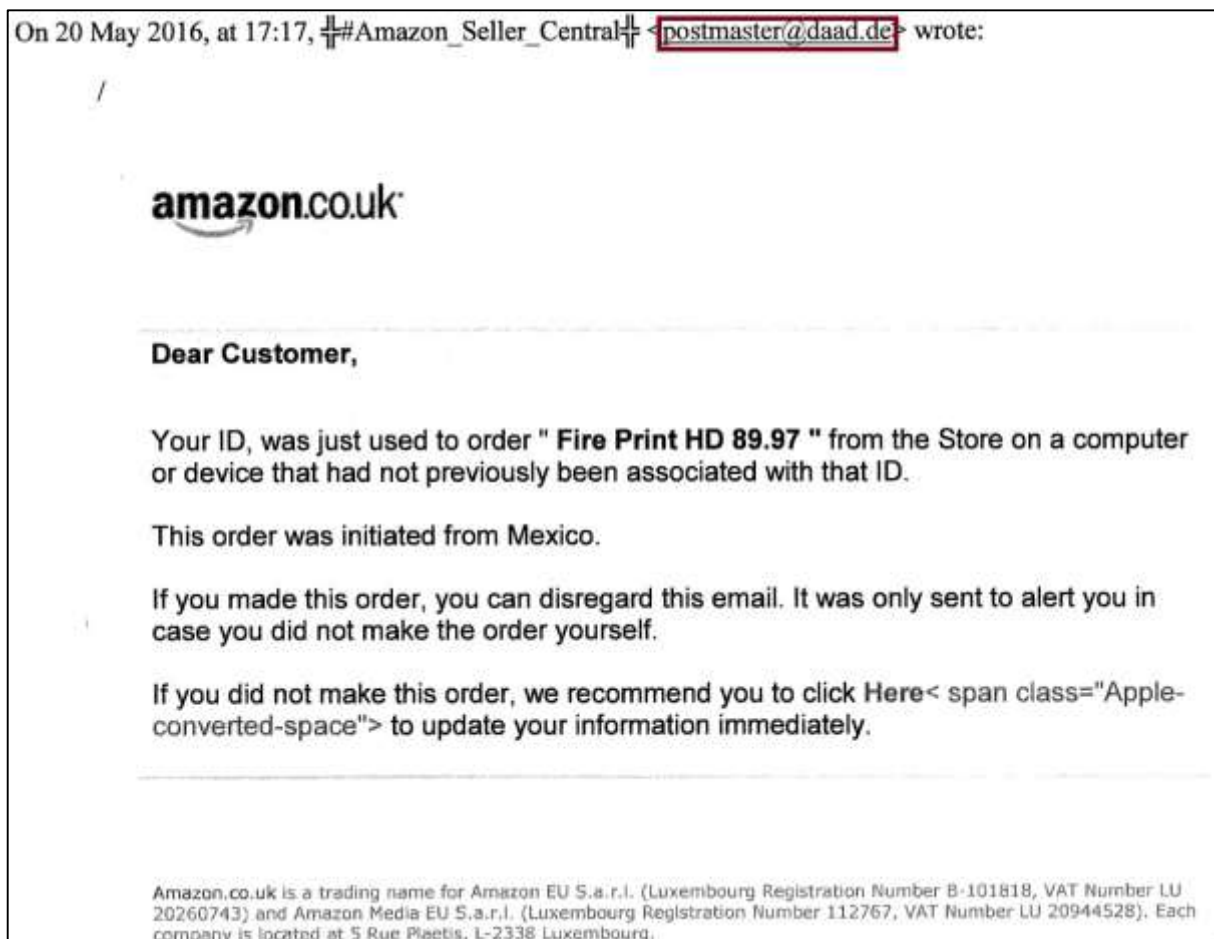 On 20 May 2016, at 17:17, ╬#Amazon_Seller_Central╬ <postmaster@daad.de> wrote:
/
amazon.co.uk
Dear Customer,
Your ID, was just used to order " Fire Print HD 89.97 " from the Store on a computer
or device that had not previously been associated with that ID.
This order was initiated from Mexico.
If you made this order, you can disregard this email. It was only sent to alert you in
case you did not make the order yourself.
If you did not make this order, we recommend you to click Here< span class="Apple-
converted-space"> to update your information immediately.
Amazon.co.uk is a trading name for Amazon EU S.a.r.l. (Luxembourg Registration Number B-101818, VAT Number LU
20260743) and Amazon Media EU S.a.r.l. (Luxembourg Registration Number 112767, VAT Number LU 20944528). Each
company is located at 5 Rue Plaetis, L-2338 Luxembourg.